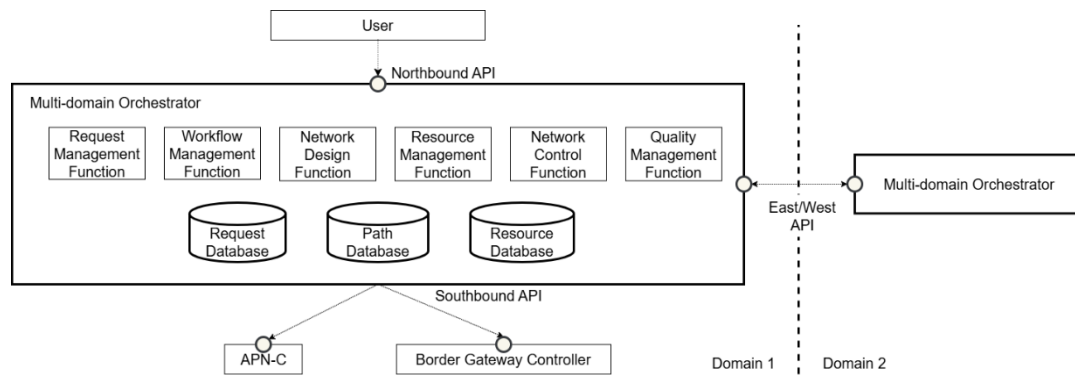 User
Northbound API
Multi-domain Orchestrator
Request
Management
Function
Workflow
Management
Function
Network
Design
Function
Resource
Management
Function
Network
Control
Function
Quality
Management
Function
Multi-domain Orchestrator
East/West
API
Request
Database
Path
Database
Resource
Database
Southbound API
APN-C
Border Gateway Controller
Domain 1
Domain 2